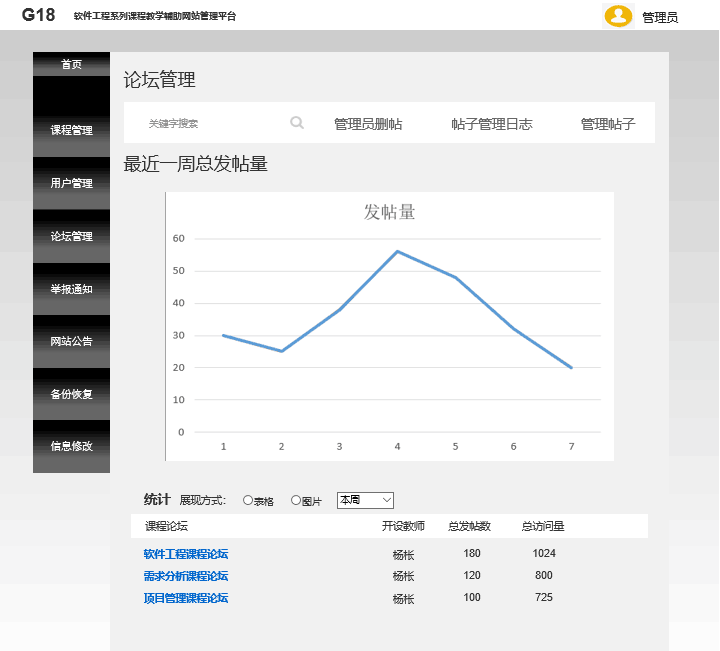 G18 软件工程系列课程教学辅助网站管理平台 管理员
首页
课程管理
用户管理
论坛管理
举报通知
网站公告
备份恢复
信息修改
论坛管理
关键字搜索 管理员删帖 帖子管理日志 管理帖子
最近一周总发帖量
发帖量
60
50
40
30
20
10
0
1 2 3 4 5 6 7
统计 展现方式: 表格 图片 本周
课程论坛 开设教师 总发帖数 总访问量
软件工程课程论坛 杨枨 180 1024
需求分析课程论坛 杨枨 120 800
项目管理课程论坛 杨枨 100 725